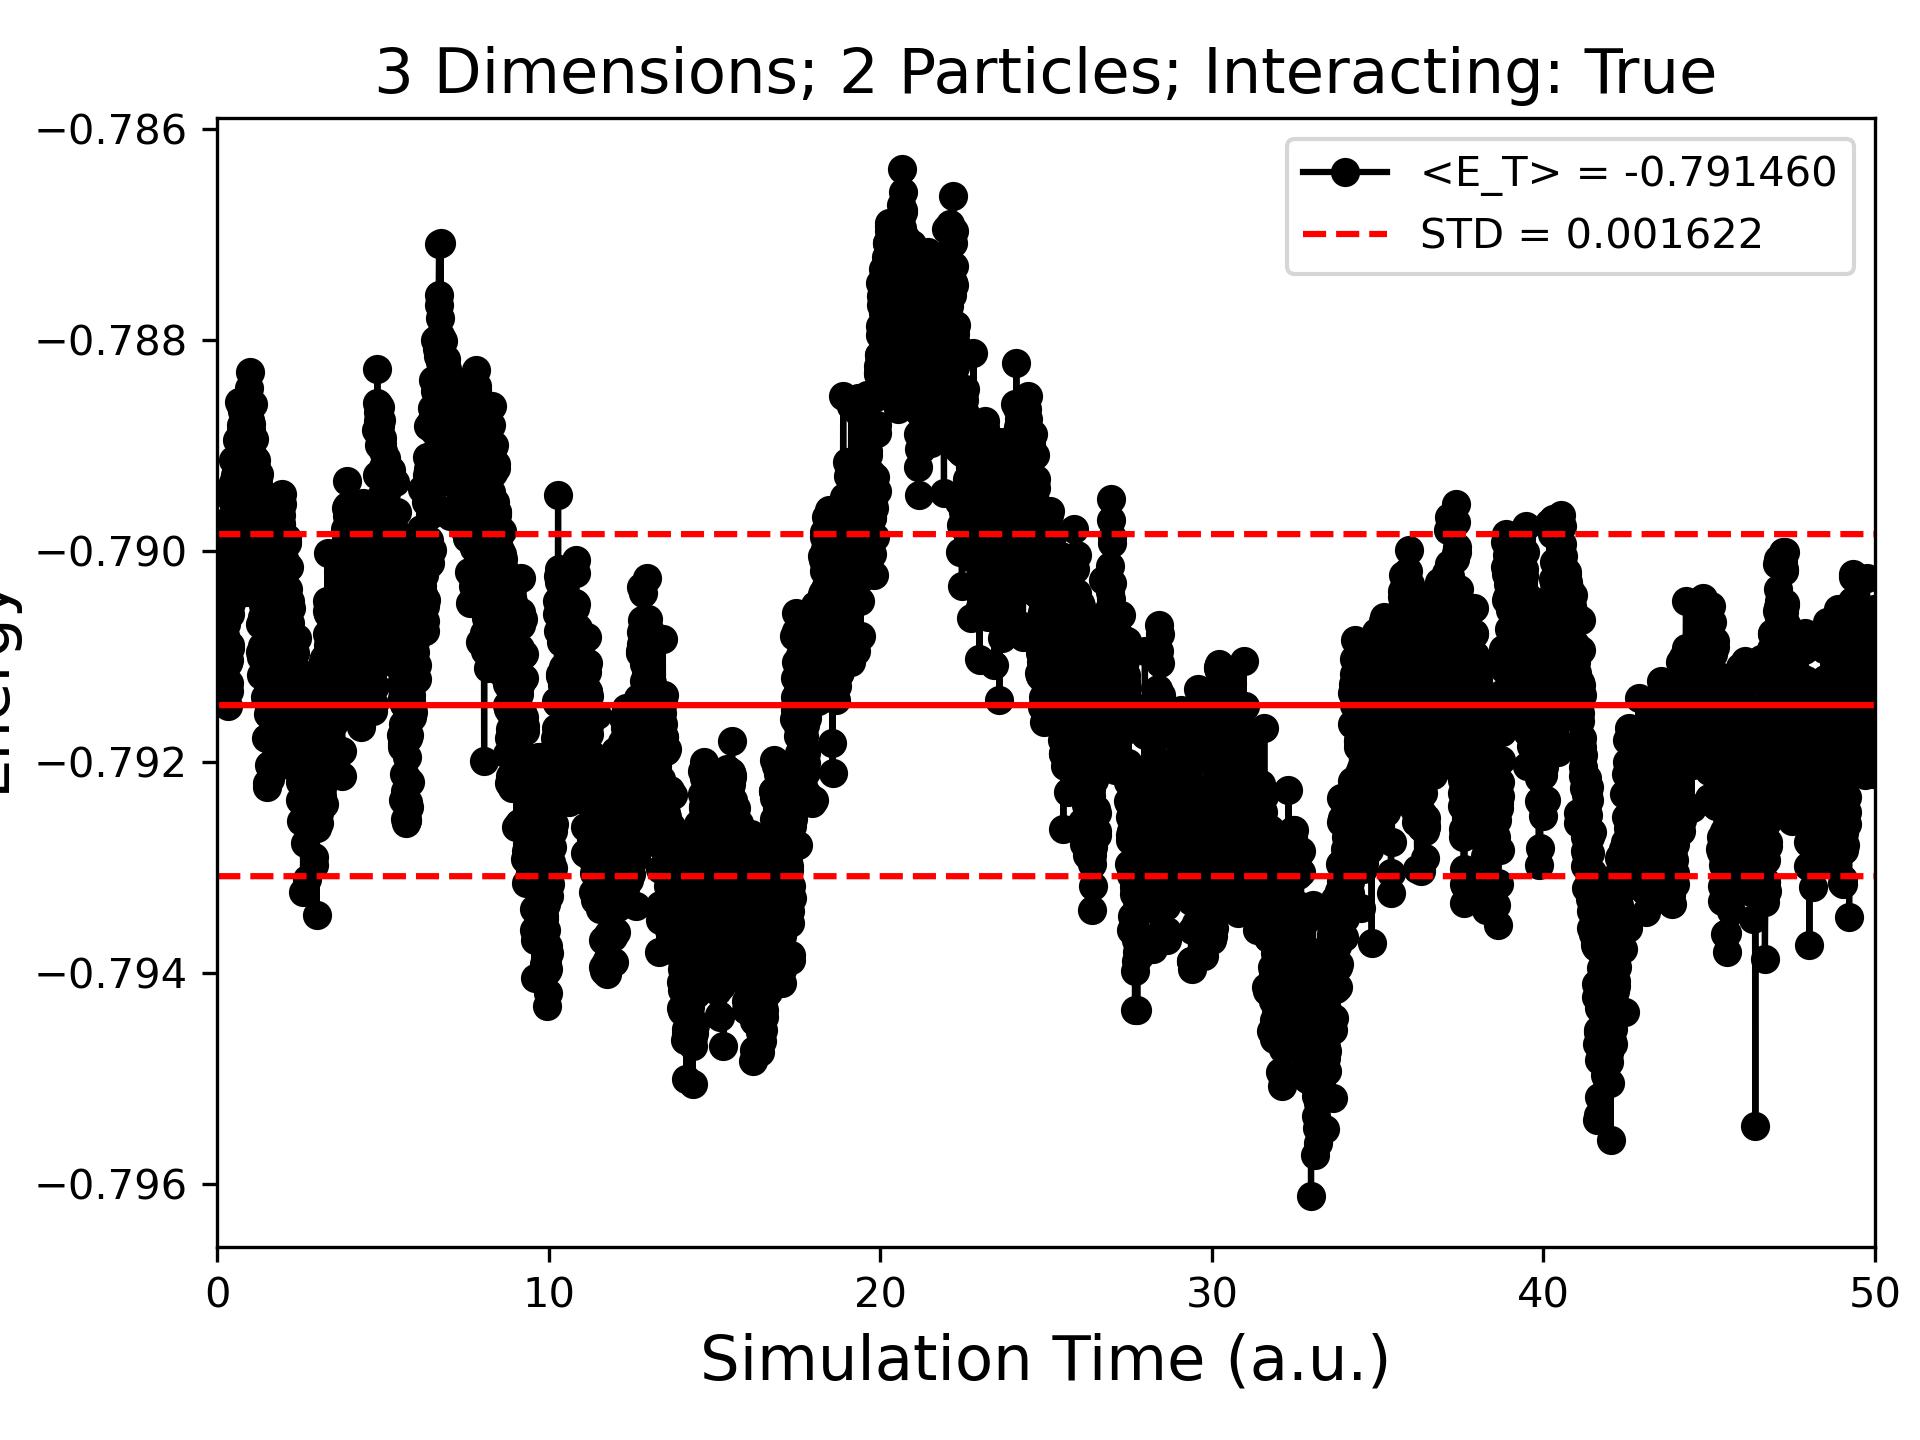 3 Dimensions; 2 Particles; Interacting: True
<E_T> = -0.791460
STD = 0.001622
−0.786
−0.788
−0.790
−0.792
−0.794
−0.796
Energy
0 10 20 30 40 50
Simulation Time (a.u.)